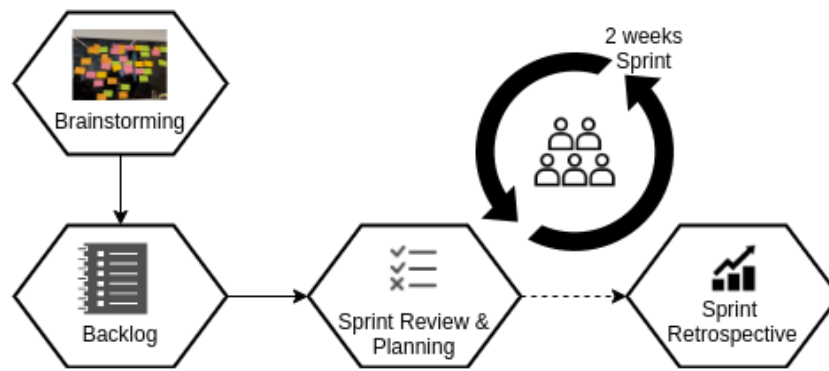 Brainstorming
2 weeks
Sprint
Backlog
Sprint Review &
Planning
Sprint
Retrospective